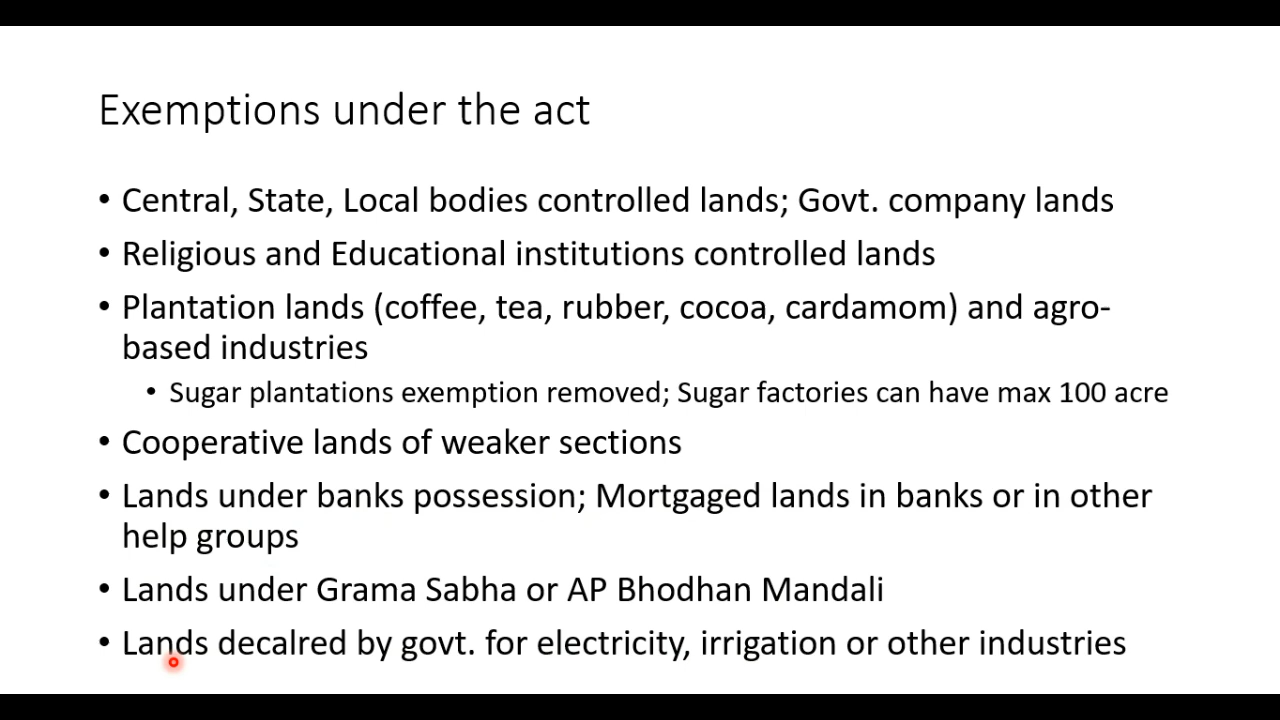 Exemptions under the act
• Central, State, Local bodies controlled lands; Govt. company lands
• Religious and Educational institutions controlled lands
• Plantation lands (coffee, tea, rubber, cocoa, cardamom) and agro-
based industries
• Sugar plantations exemption removed; Sugar factories can have max 100 acre
• Cooperative lands of weaker sections
• Lands under banks possession; Mortgaged lands in banks or in other
help groups
• Lands under Grama Sabha or AP Bhodhan Mandali
• Lands decalred by govt. for electricity, irrigation or other industries